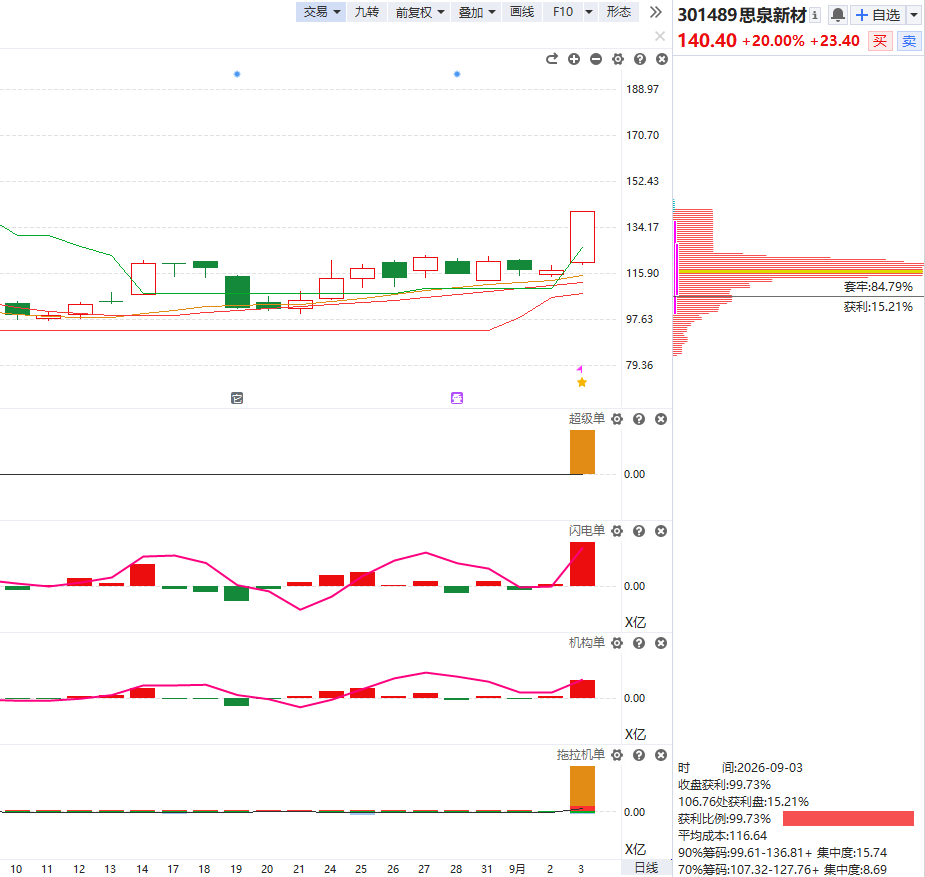 交易 九转 前复权 叠加 画线 F10 形态
301489思泉新材 自选
140.40 +20.00% +23.40 买 卖
188.97
170.70
152.43
134.17
115.90
97.63
79.36
套牢:84.79%
获利:15.21%
超级单
0.00
闪电单
0.00
X亿
机构单
0.00
X亿
拖拉机单
0.00
X亿
10 11 12 13 14 17 18 19 20 21 24 25 26 27 28 31 9月 2 3 日线
时 间:2026-09-03
收盘获利:99.73%
106.76处获利盘:15.21%
获利比例:99.73%
平均成本:116.64
90%筹码:99.61-136.81+ 集中度:15.74
70%筹码:107.32-127.76+ 集中度:8.69